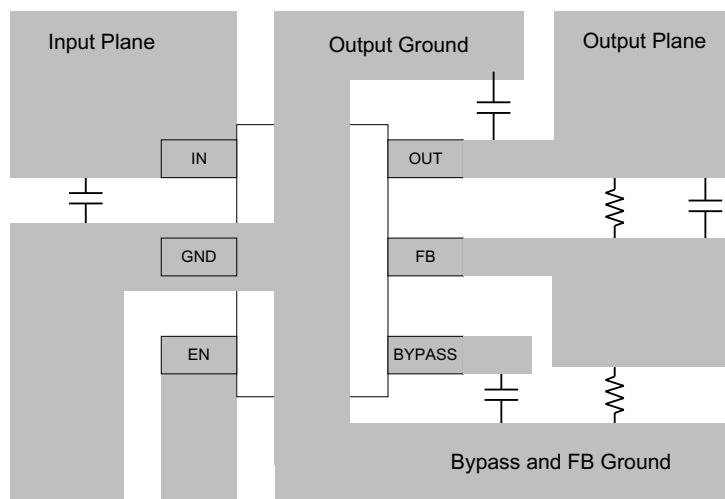 Input Plane
Output Ground
Output Plane
IN
OUT
GND
FB
EN
BYPASS
Bypass and FB Ground